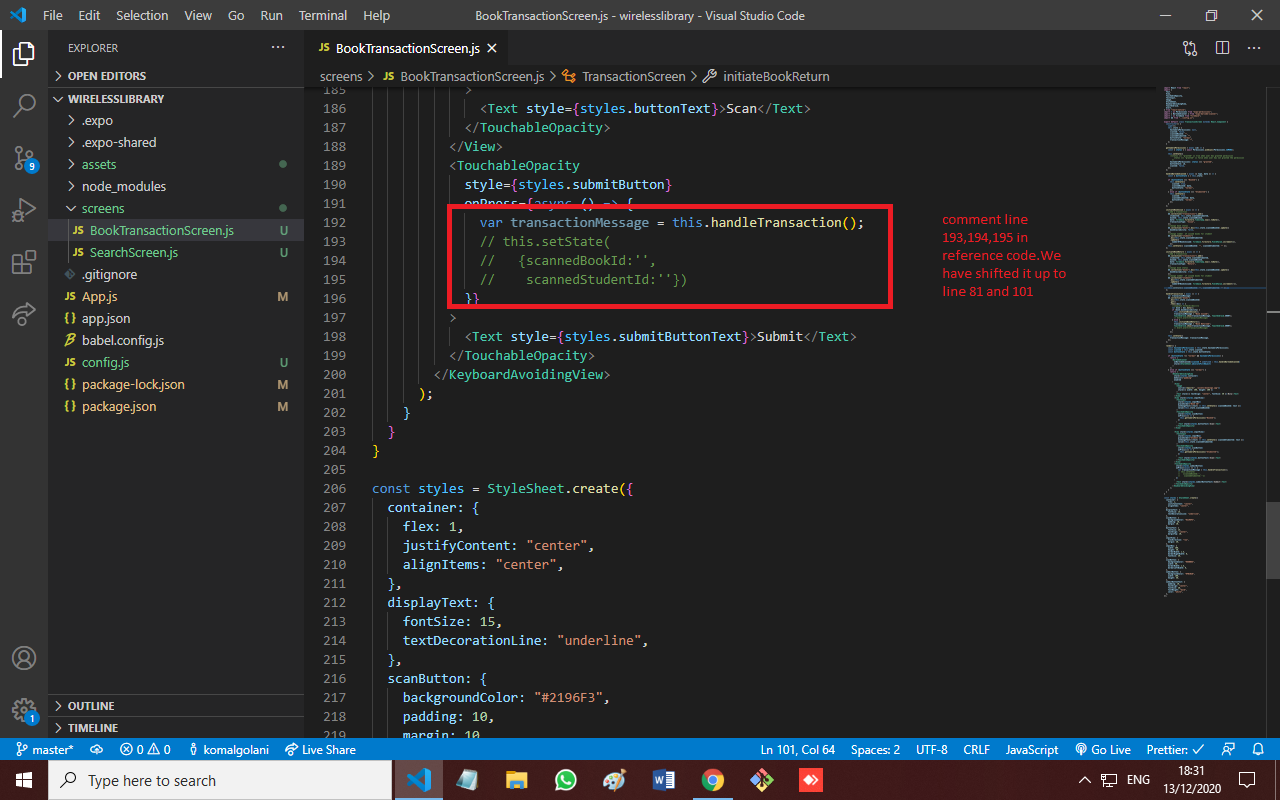 File Edit Selection View Go Run Terminal Help BookTransactionScreen.js - wirelesslibrary - Visual Studio Code
EXPLORER
OPEN EDITORS
WIRELESSLIBRARY
.expo
.expo-shared
assets
node_modules
screens
JS BookTransactionScreen.js U
JS SearchScreen.js U
.gitignore
JS App.js M
{} app.json
babel.config.js
JS config.js U
{} package-lock.json M
{} package.json M
OUTLINE
TIMELINE
9
1
JS BookTransactionScreen.js
screens > JS BookTransactionScreen.js > TransactionScreen > initiateBookReturn
185 >
186 <Text style={styles.buttonText}>Scan</Text>
187 </TouchableOpacity>
188 </View>
189 <TouchableOpacity
190 style={styles.submitButton}
191 onPress={async () => {
192 var transactionMessage = this.handleTransaction();
193 // this.setState(
194 // {scannedBookId:'',
195 // scannedStudentId:''})
196 }}
197 >
198 <Text style={styles.submitButtonText}>Submit</Text>
199 </TouchableOpacity>
200 </KeyboardAvoidingView>
201 );
202 }
203 }
204 }
205
206 const styles = StyleSheet.create({
207 container: {
208 flex: 1,
209 justifyContent: "center",
210 alignItems: "center",
211 },
212 displayText: {
213 fontSize: 15,
214 textDecorationLine: "underline",
215 },
216 scanButton: {
217 backgroundColor: "#2196F3",
218 padding: 10,
219 margin: 10
comment line
193,194,195 in
reference code.We
have shifted it up to
line 81 and 101
master* 0 0 komalgolani Live Share Ln 101, Col 64 Spaces: 2 UTF-8 CRLF JavaScript Go Live Prettier: ✓
Type here to search
ENG
18:31
13/12/2020